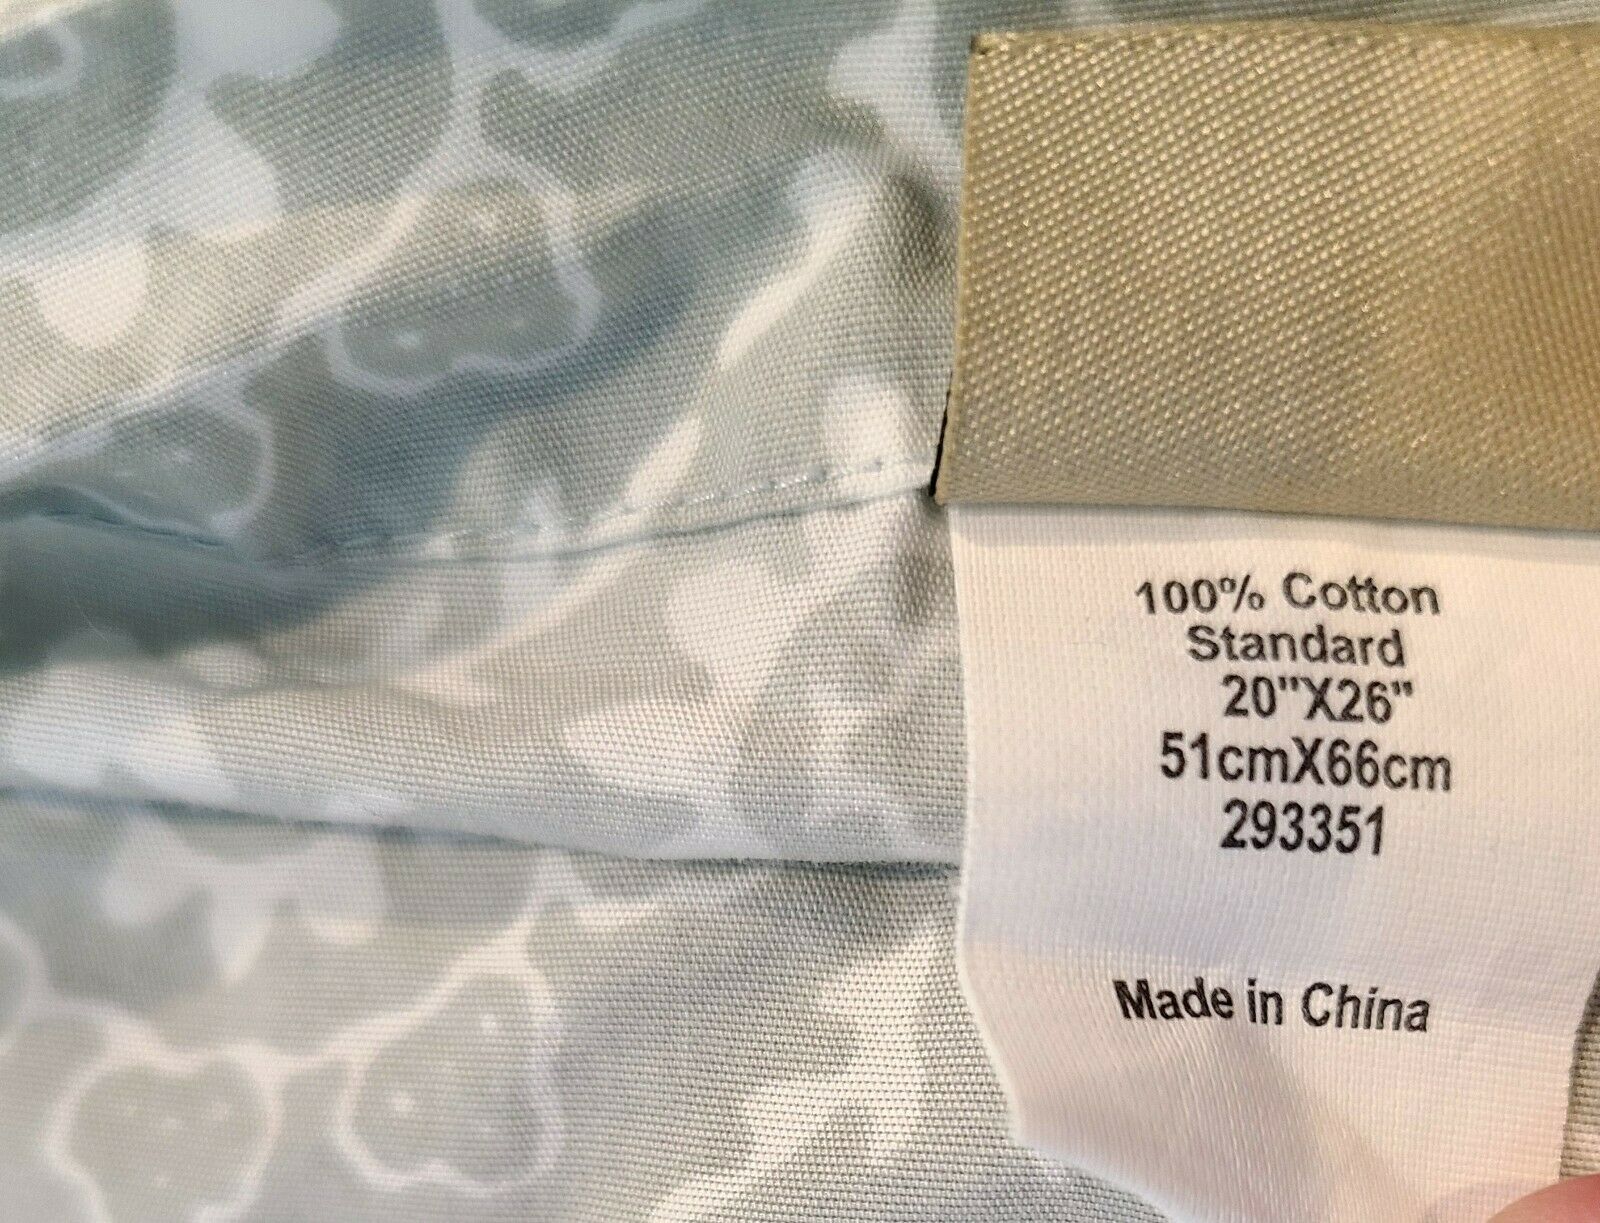 100% Cotton
Standard
20"X26"
51cmX66cm
293351
Made in China